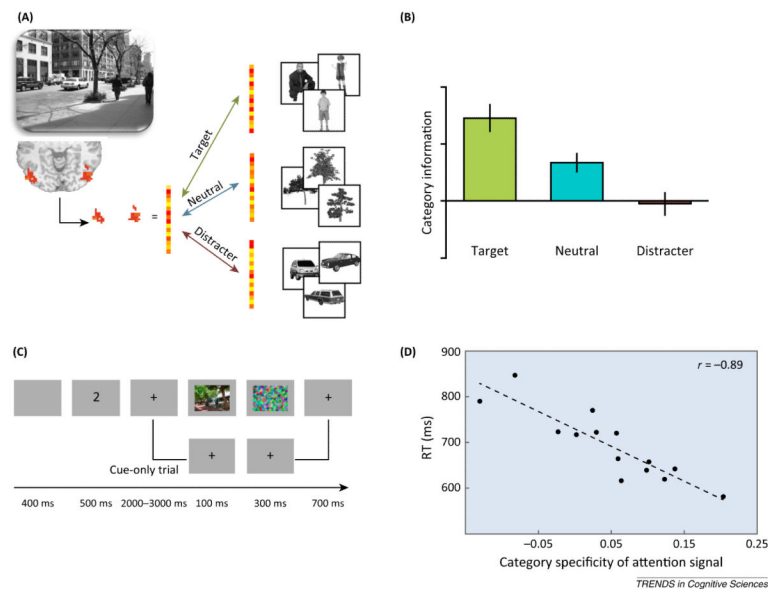 (A)
Target
Neutral
Distracter
=
(B)
Category information
Target Neutral Distracter
(C)
2 + +
+ +
Cue-only trial
400 ms 500 ms 2000–3000 ms 100 ms 300 ms 700 ms
(D)
900
800
700
600
RT (ms)
r = –0.89
–0.05 0.05 0.15 0.25
Category specificity of attention signal
TRENDS in Cognitive Sciences